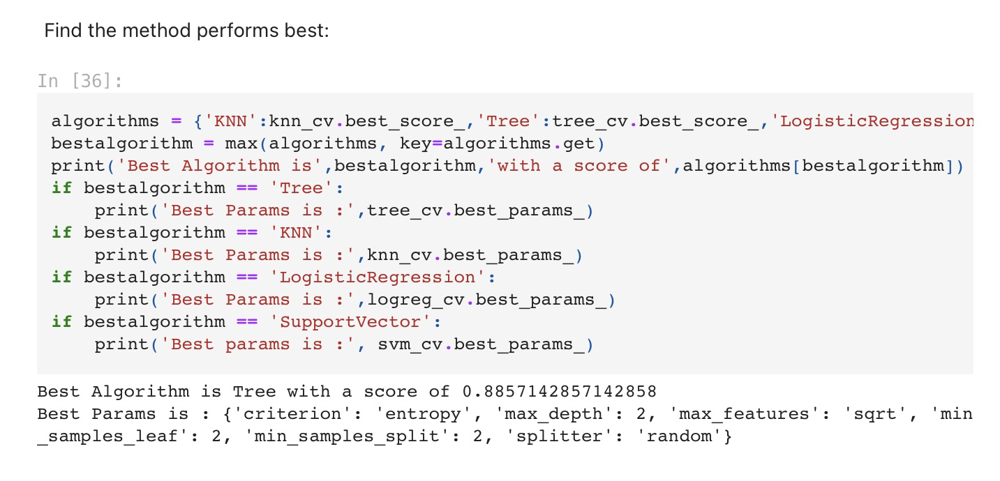 Find the method performs best:
In [36]:
algorithms = {'KNN':knn_cv.best_score_,'Tree':tree_cv.best_score_,'LogisticRegression
bestalgorithm = max(algorithms, key=algorithms.get)
print('Best Algorithm is',bestalgorithm,'with a score of',algorithms[bestalgorithm])
if bestalgorithm == 'Tree':
    print('Best Params is :',tree_cv.best_params_)
if bestalgorithm == 'KNN':
    print('Best Params is :',knn_cv.best_params_)
if bestalgorithm == 'LogisticRegression':
    print('Best Params is :',logreg_cv.best_params_)
if bestalgorithm == 'SupportVector':
    print('Best params is :', svm_cv.best_params_)
Best Algorithm is Tree with a score of 0.8857142857142858
Best Params is : {'criterion': 'entropy', 'max_depth': 2, 'max_features': 'sqrt', 'min
_samples_leaf': 2, 'min_samples_split': 2, 'splitter': 'random'}